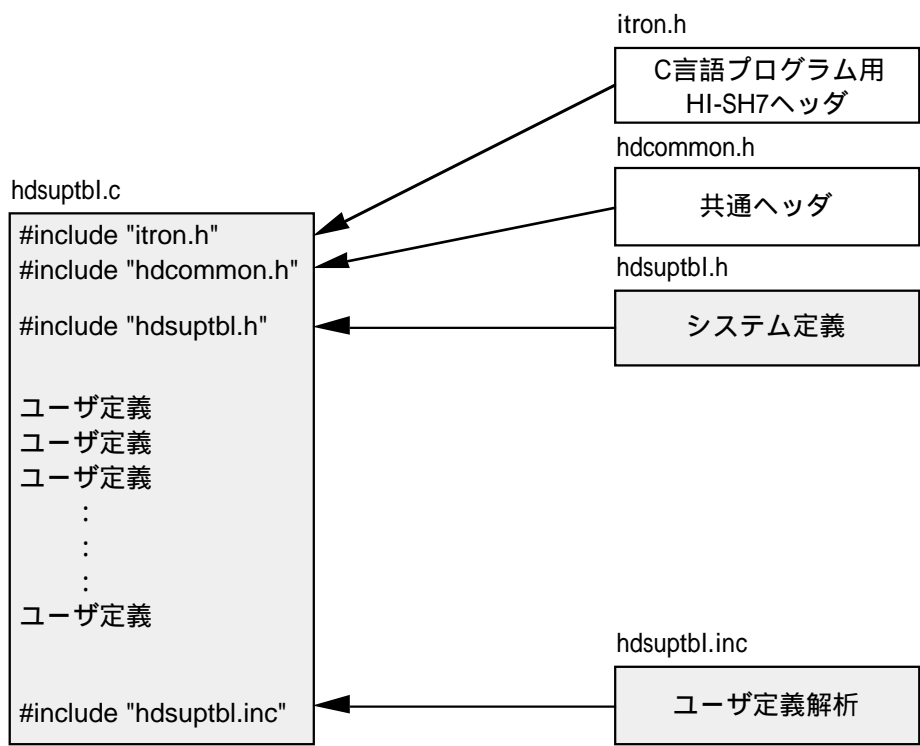 itron.h
C言語プログラム用
HI-SH7ヘッダ
hdcommon.h
共通ヘッダ
hdsuptbl.h
システム定義
hdsuptbl.inc
ユーザ定義解析
hdsuptbl.c
#include "itron.h"
#include "hdcommon.h"
#include "hdsuptbl.h"
ユーザ定義
ユーザ定義
ユーザ定義
:
:
:
ユーザ定義
#include "hdsuptbl.inc"